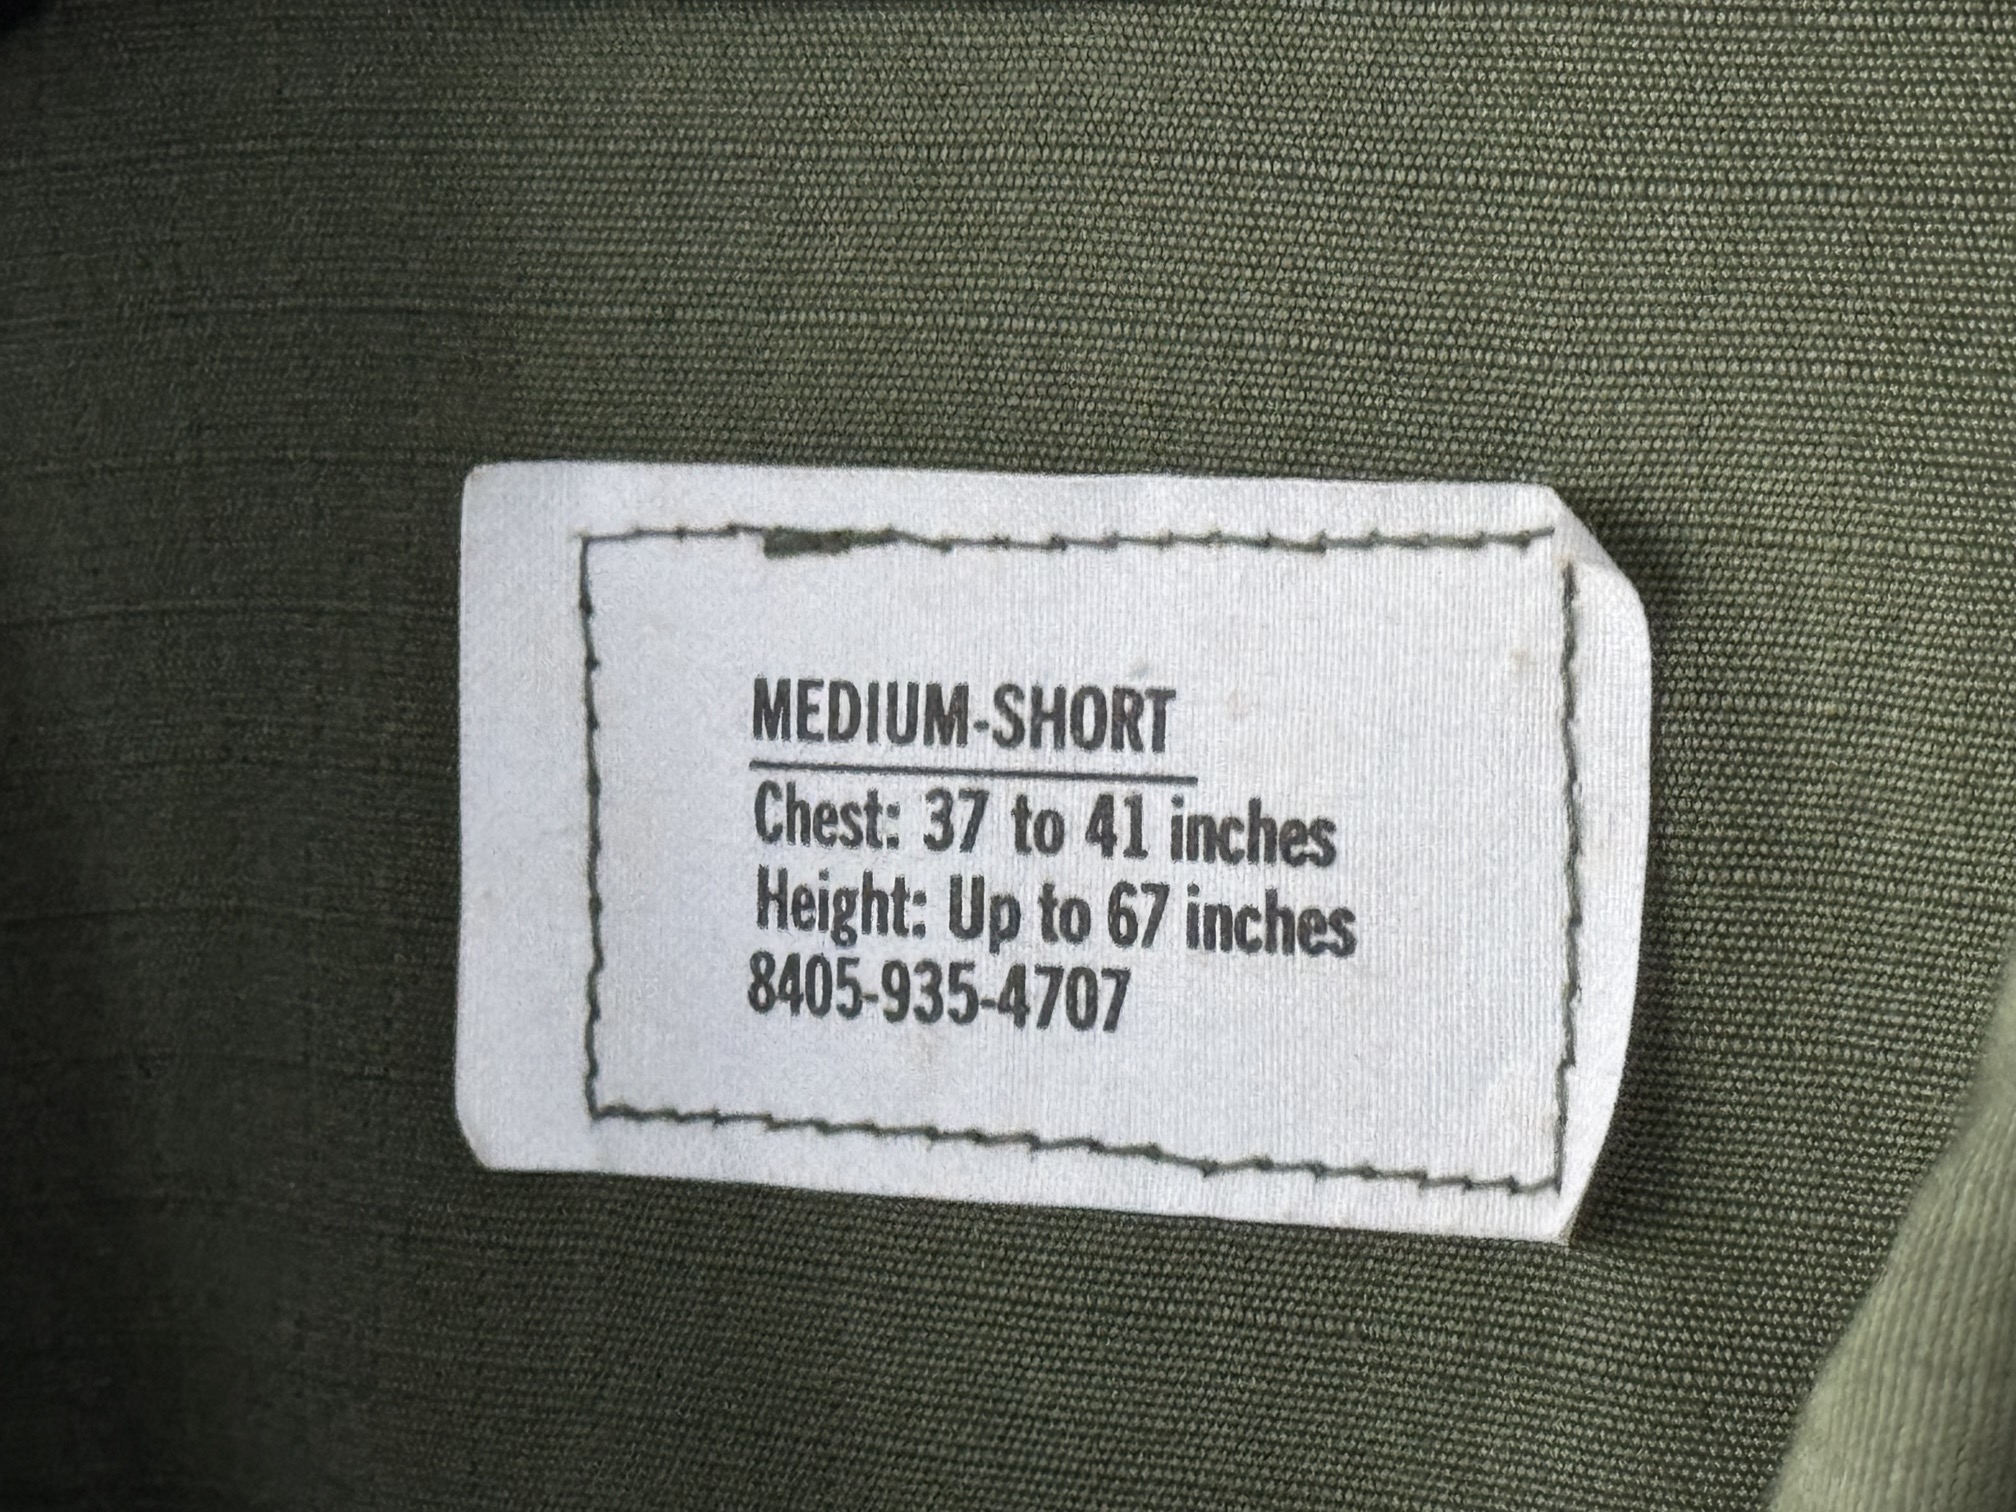 MEDIUM-SHORT
Chest: 37 to 41 inches
Height: Up to 67 inches
8405-935-4707